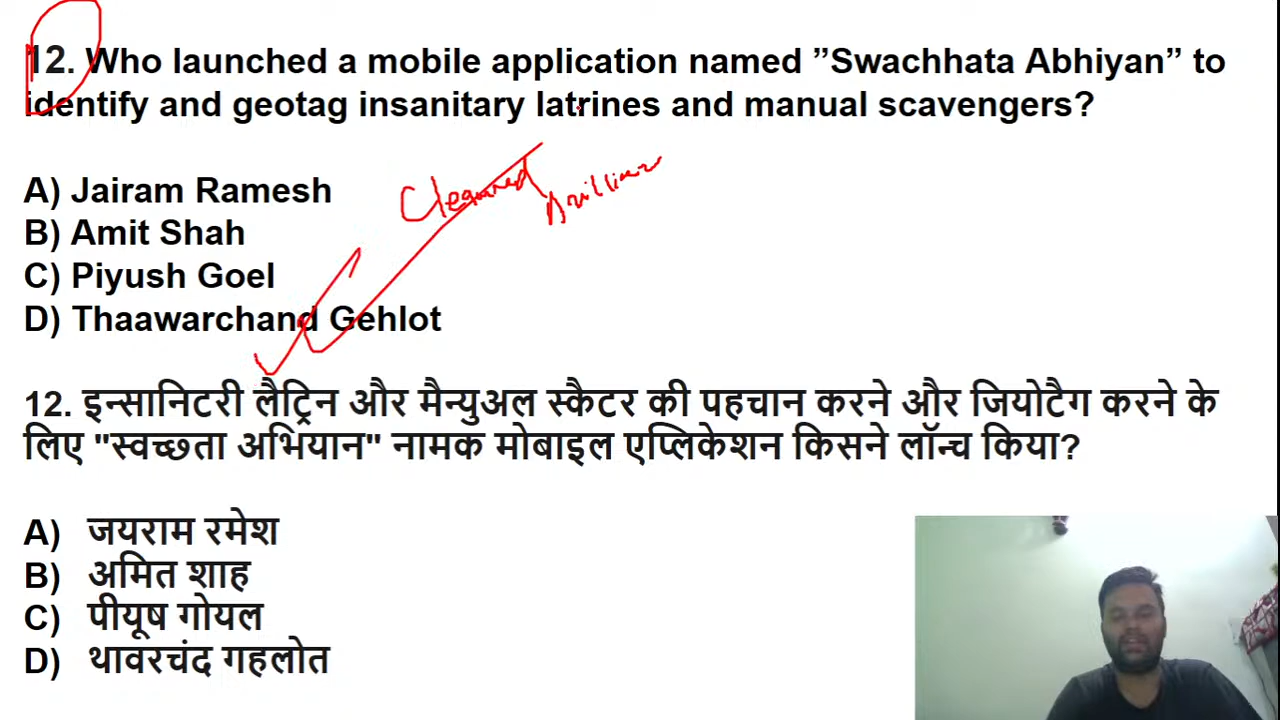 12. Who launched a mobile application named ”Swachhata Abhiyan” to
identify and geotag insanitary latrines and manual scavengers?
A) Jairam Ramesh
B) Amit Shah
C) Piyush Goel
D) Thaawarchand Gehlot
12. इन्सानिटरी लैट्रिन और मैन्युअल स्कैटर की पहचान करने और जियोटैग करने के
लिए "स्वच्छता अभियान" नामक मोबाइल एप्लिकेशन किसने लॉन्च किया?
A) जयराम रमेश
B) अमित शाह
C) पीयूष गोयल
D) थावरचंद गहलोत